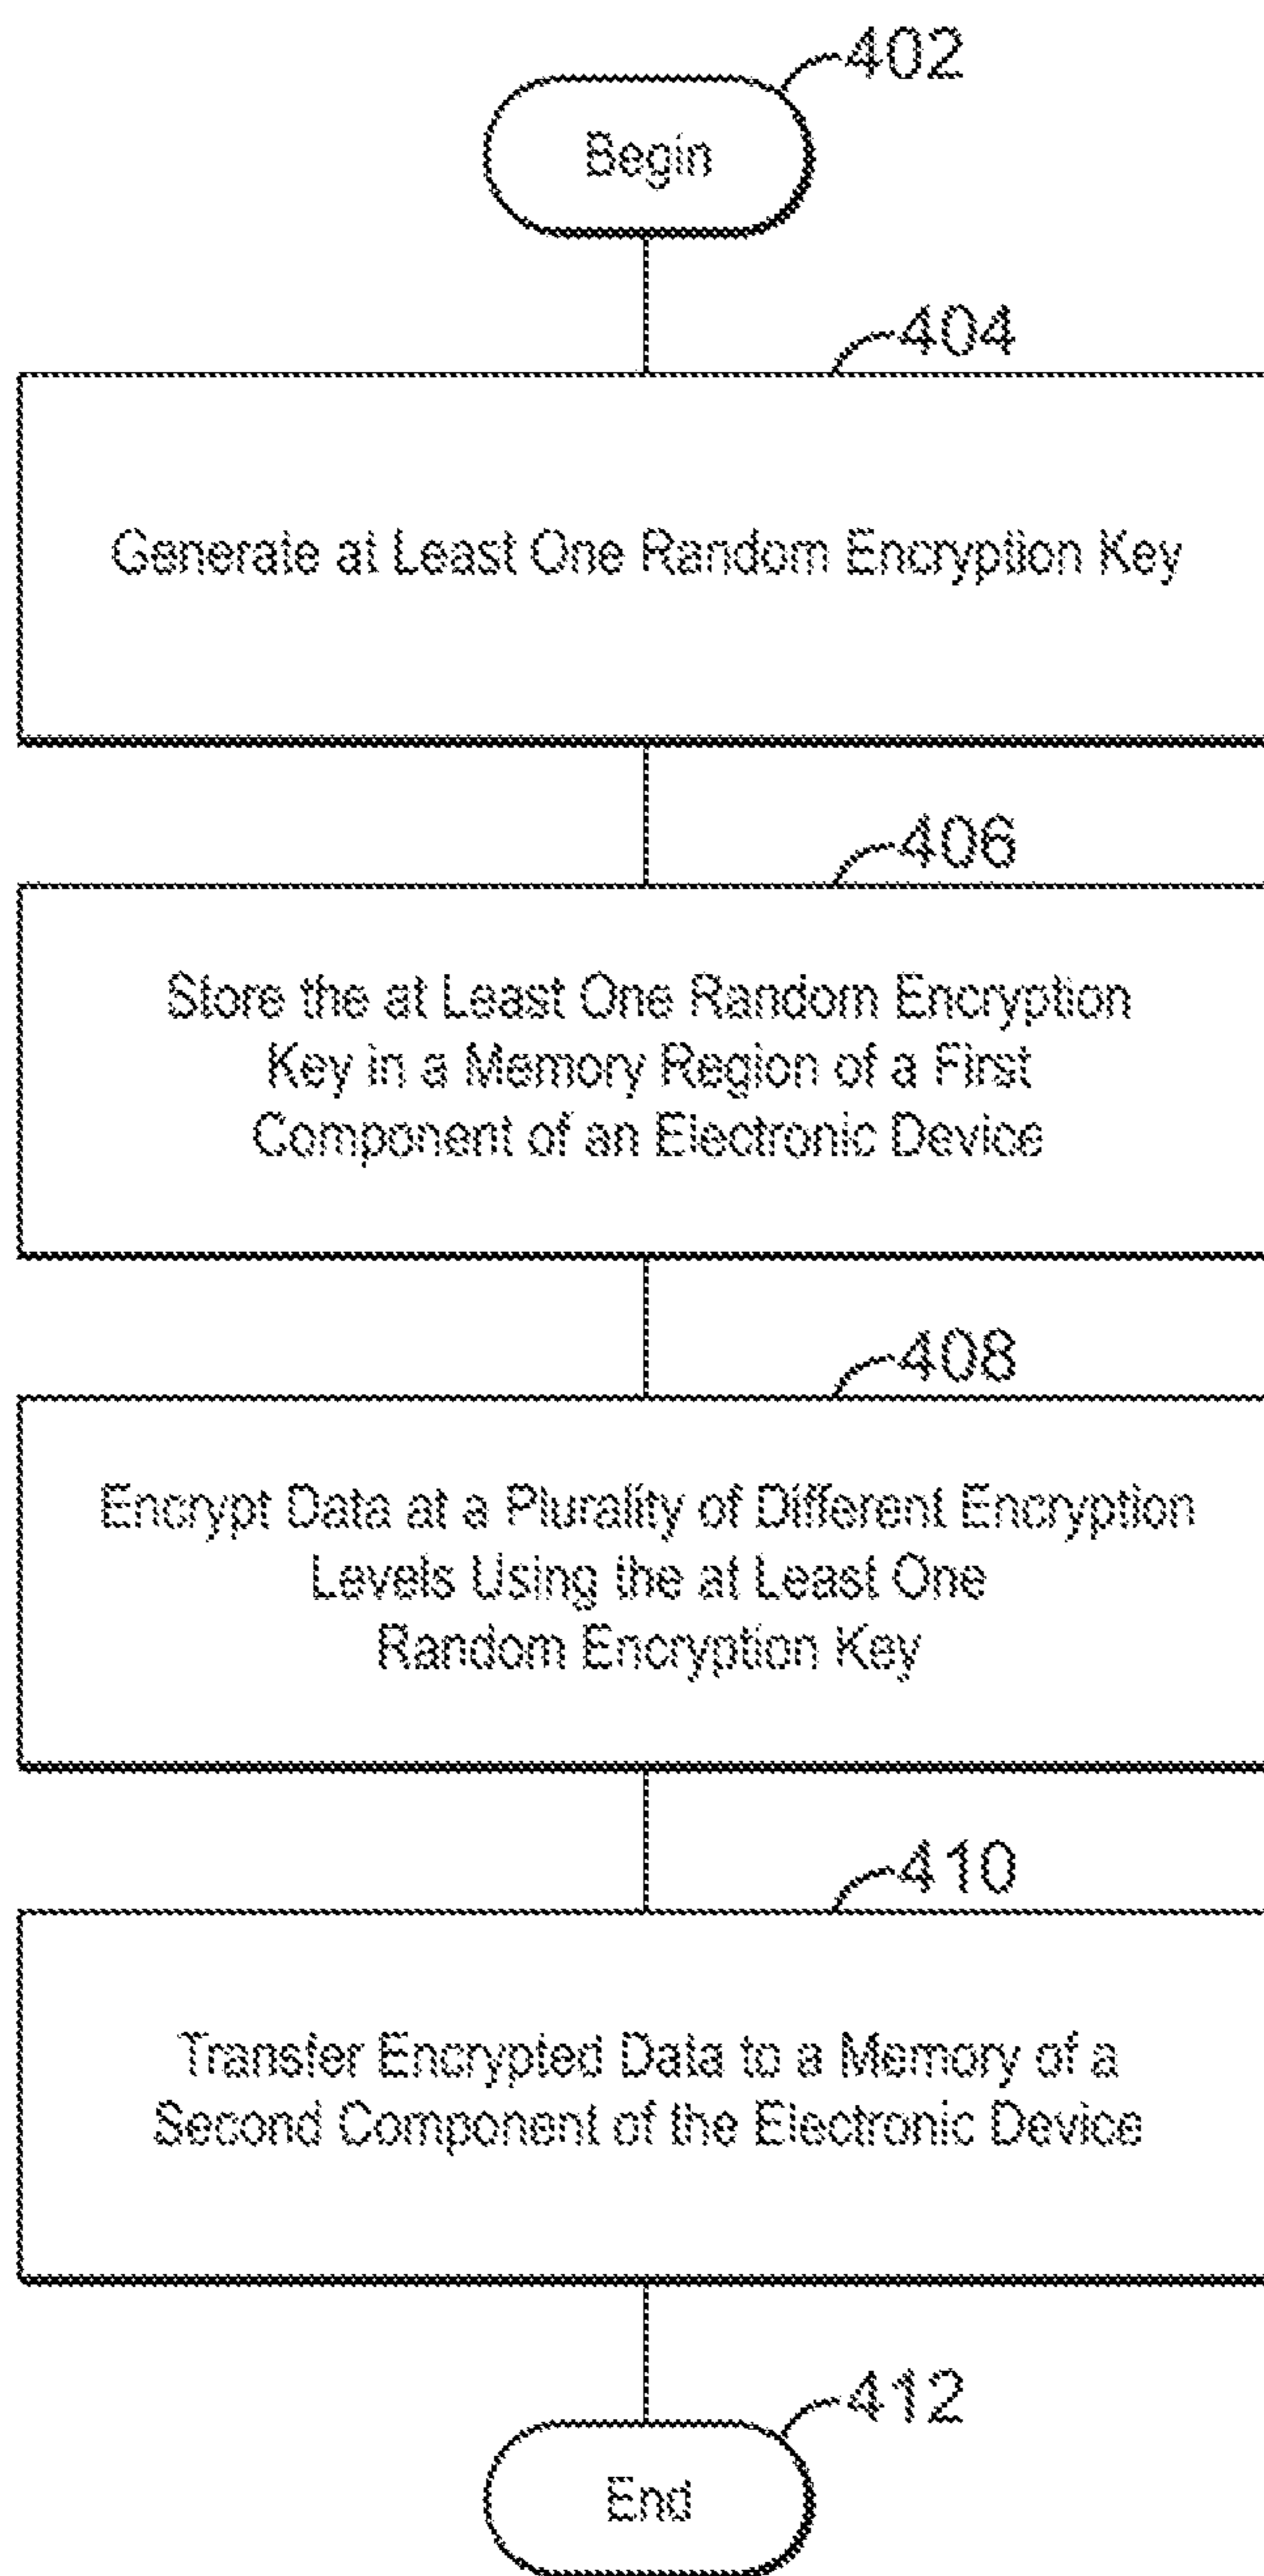 402
Begin
404
Generate at Least One Random Encryption Key
406
Store the at Least One Random Encryption
Key in a Memory Region of a First
Component of an Electronic Device
408
Encrypt Data at a Plurality of Different Encryption
Levels Using the at Least One
Random Encryption Key
410
Transfer Encrypted Data to a Memory of a
Second Component of the Electronic Device
412
End